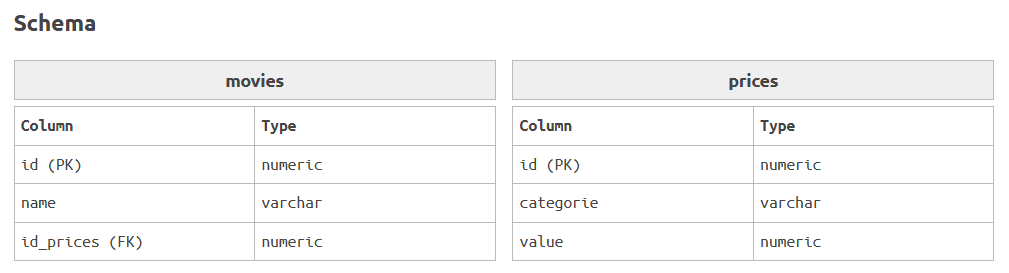 Schema
movies
Column Type
id (PK) numeric
name varchar
id_prices (FK) numeric
prices
Column Type
id (PK) numeric
categorie varchar
value numeric